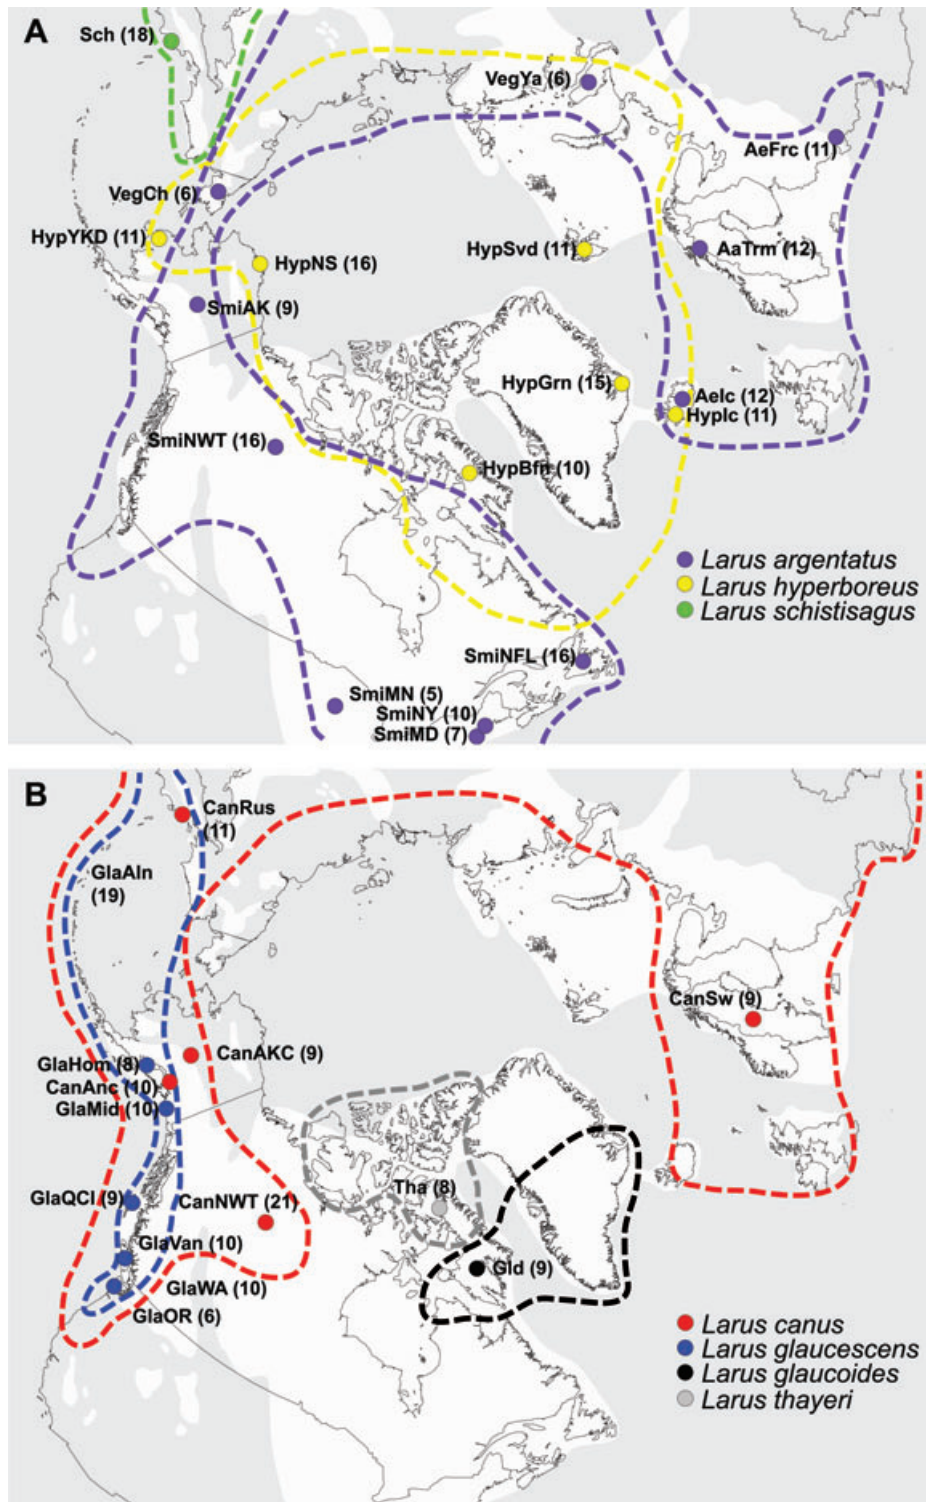 A
Sch (18)
VegYa (6)
AeFrc (11)
VegCh (6)
HypYKD (11)
HypNS (16)
HypSvd (11)
AaTrm (12)
SmiAK (9)
HypGrn (15)
AeIc (12)
HypIc (11)
SmiNWT (16)
HypBfn (10)
Larus argentatus
Larus hyperboreus
Larus schistisagus
SmiNFL (16)
SmiMN (5)
SmiNY (10)
SmiMD (7)
B
CanRus
(11)
GlaAln
(19)
CanSw (9)
CanAKC (9)
GlaHom (8)
CanAnc (10)
GlaMid (10)
Tha (8)
GlaQCI (9)
CanNWT (21)
GlaVan (10)
Gld (9)
GlaWA (10)
GlaOR (6)
Larus canus
Larus glaucescens
Larus glaucoides
Larus thayeri